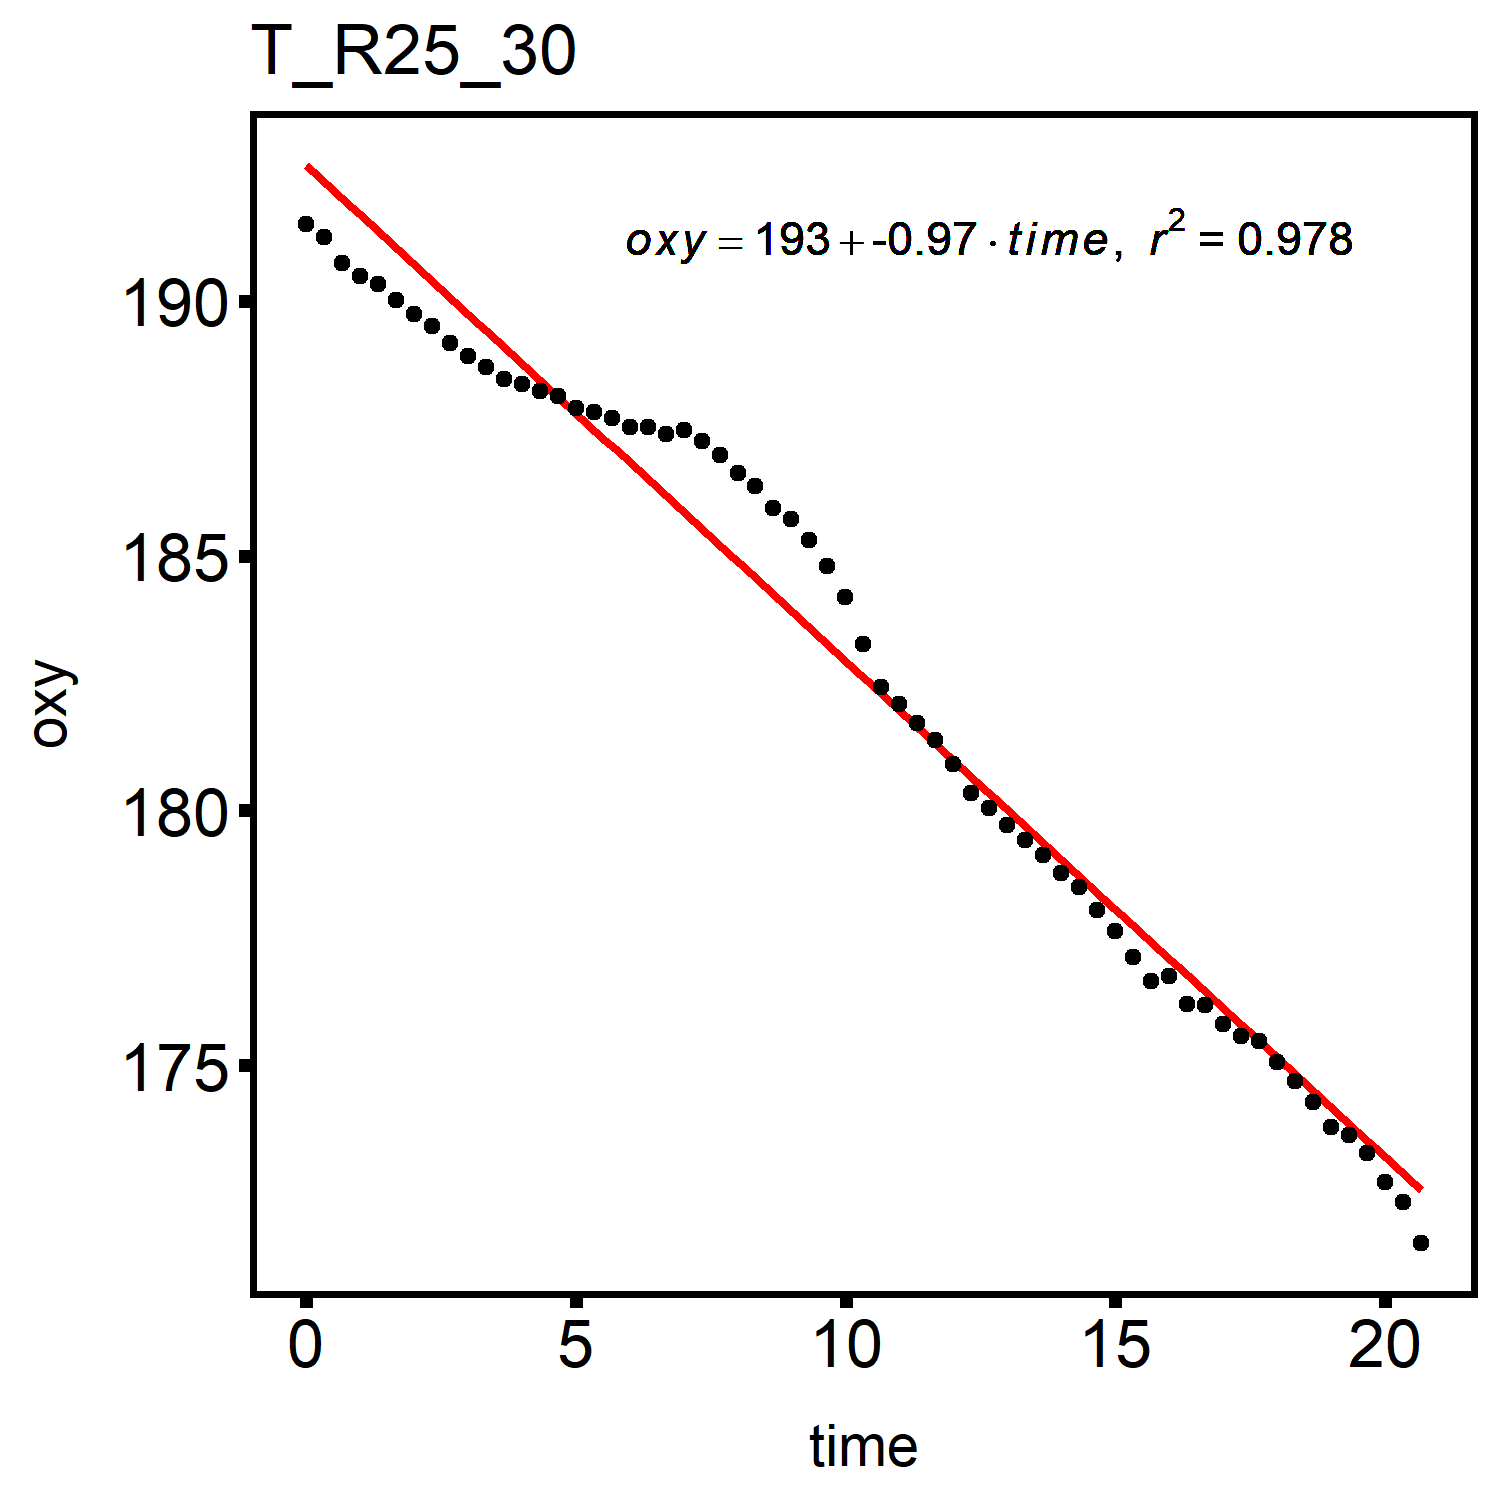 T_R25_30
oxy = 193 + -0.97 · time, r² = 0.978
190
185
180
175
oxy
0 5 10 15 20
time